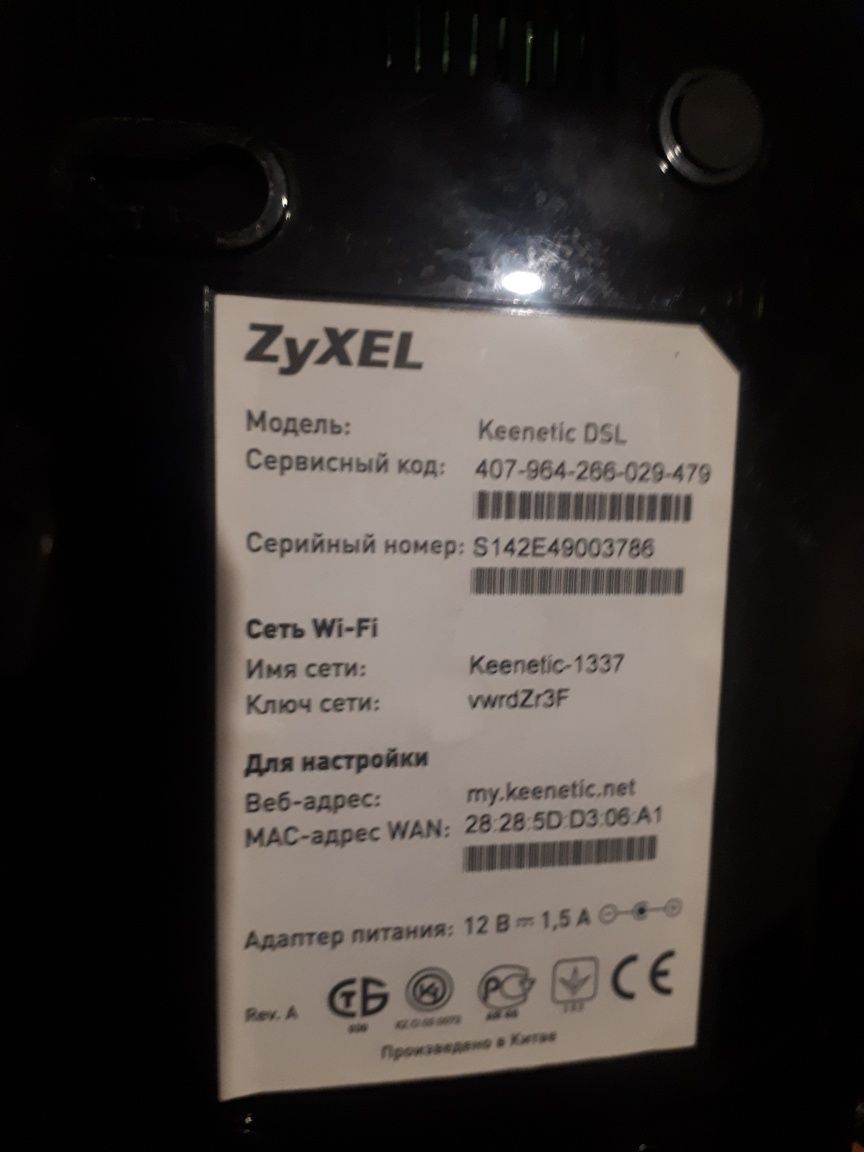 ZyXEL
Модель: Keenetic DSL
Сервисный код: 407-964-266-029-479
Серийный номер: S142E49003786
Сеть Wi-Fi
Имя сети: Keenetic-1337
Ключ сети: vwrdZr3F
Для настройки
Веб-адрес: my.keenetic.net
MAC-адрес WAN: 28:28:5D:D3:06:A1
Адаптер питания: 12 В 1,5 А
Rev. A СТБ РС CE
Произведено в Китае